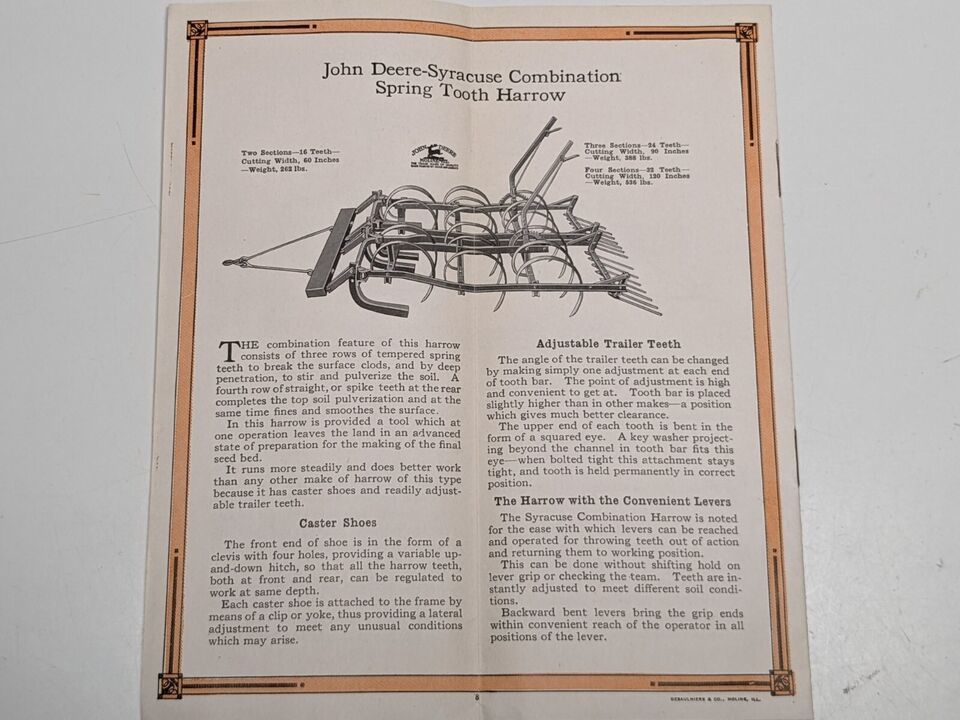 John Deere-Syracuse Combination
Spring Tooth Harrow
Two Sections—16 Teeth—
Cutting Width, 60 Inches
—Weight, 262 lbs.
JOHN DEERE
MOLINE, ILL.
Three Sections—24 Teeth—
Cutting Width, 90 Inches
—Weight, 388 lbs.
Four Sections—32 Teeth—
Cutting Width, 120 Inches
—Weight, 536 lbs.
THE combination feature of this harrow
consists of three rows of tempered spring
teeth to break the surface clods, and by deep
penetration, to stir and pulverize the soil. A
fourth row of straight, or spike teeth at the rear
completes the top soil pulverization and at the
same time fines and smoothes the surface.
In this harrow is provided a tool which at
one operation leaves the land in an advanced
state of preparation for the making of the final
seed bed.
It runs more steadily and does better work
than any other make of harrow of this type
because it has caster shoes and readily adjust-
able trailer teeth.
Caster Shoes
The front end of shoe is in the form of a
clevis with four holes, providing a variable up-
and-down hitch, so that all the harrow teeth,
both at front and rear, can be regulated to
work at same depth.
Each caster shoe is attached to the frame by
means of a clip or yoke, thus providing a lateral
adjustment to meet any unusual conditions
which may arise.
Adjustable Trailer Teeth
The angle of the trailer teeth can be changed
by making simply one adjustment at each end
of tooth bar. The point of adjustment is high
and convenient to get at. Tooth bar is placed
slightly higher than in other makes—a position
which gives much better clearance.
The upper end of each tooth is bent in the
form of a squared eye. A key washer project-
ing beyond the channel in tooth bar fits this
eye—when bolted tight this attachment stays
tight, and tooth is held permanently in correct
position.
The Harrow with the Convenient Levers
The Syracuse Combination Harrow is noted
for the ease with which levers can be reached
and operated for throwing teeth out of action
and returning them to working position.
This can be done without shifting hold on
lever grip or checking the team. Teeth are in-
stantly adjusted to meet different soil condi-
tions.
Backward bent levers bring the grip ends
within convenient reach of the operator in all
positions of the lever.
8
DESAULNIERS & CO., MOLINE, ILL.